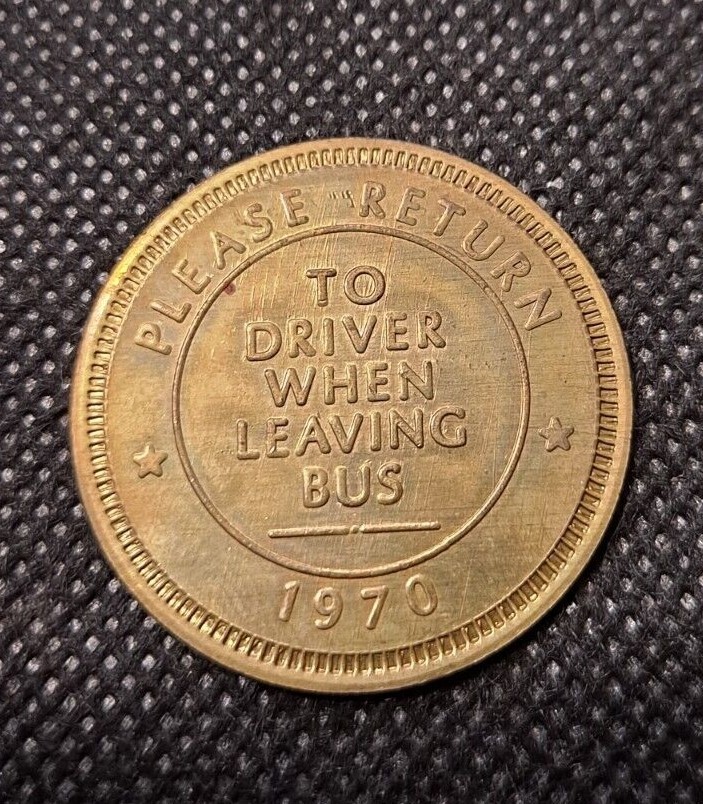 PLEASE RETURN
TO
DRIVER
WHEN
LEAVING
BUS
1970